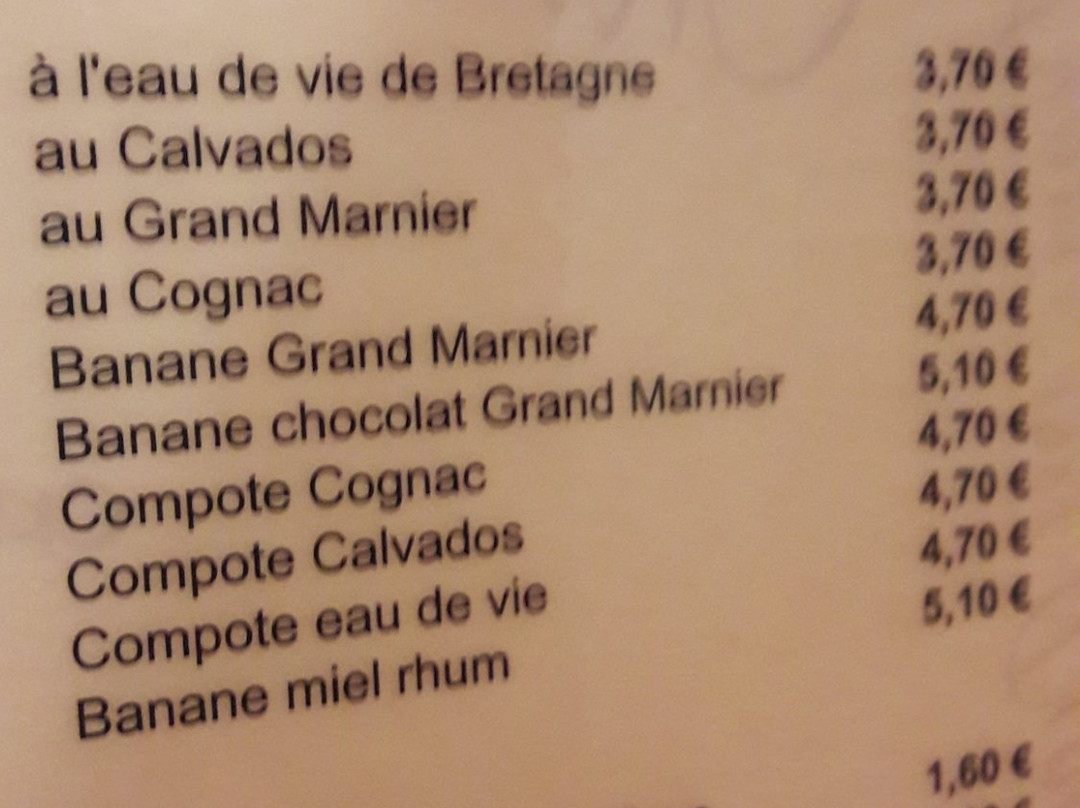 à l'eau de vie de Bretagne 3,70 €
au Calvados 3,70 €
au Grand Marnier 3,70 €
au Cognac 3,70 €
Banane Grand Marnier 4,70 €
Banane chocolat Grand Marnier 5,10 €
Compote Cognac 4,70 €
Compote Calvados 4,70 €
Compote eau de vie 4,70 €
Banane miel rhum 5,10 €
1,60 €